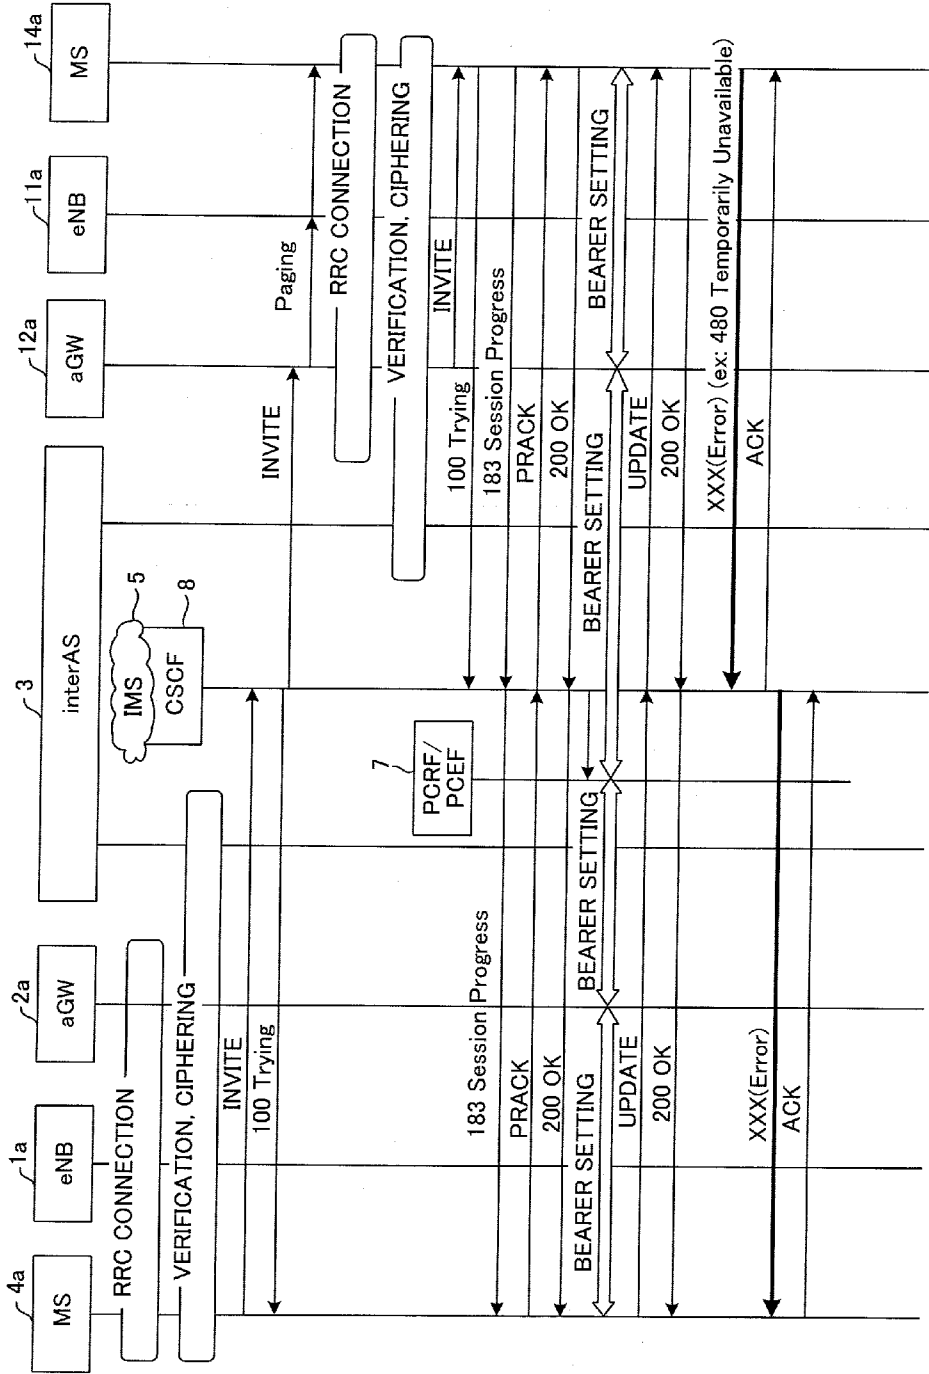 4a
MS
1a
eNB
2a
aGW
3
interAS
12a
aGW
11a
eNB
14a
MS
IMS
5
CSCF
8
RRC CONNECTION
VERIFICATION, CIPHERING
INVITE
100 Trying
INVITE
Paging
RRC CONNECTION
VERIFICATION, CIPHERING
INVITE
100 Trying
7
PCRF/
PCEF
183 Session Progress
183 Session Progress
PRACK
PRACK
200 OK
200 OK
BEARER SETTING
BEARER SETTING
BEARER SETTING
BEARER SETTING
UPDATE
UPDATE
200 OK
200 OK
XXX(Error) (ex: 480 Temporarily Unavailable)
XXX(Error)
ACK
ACK